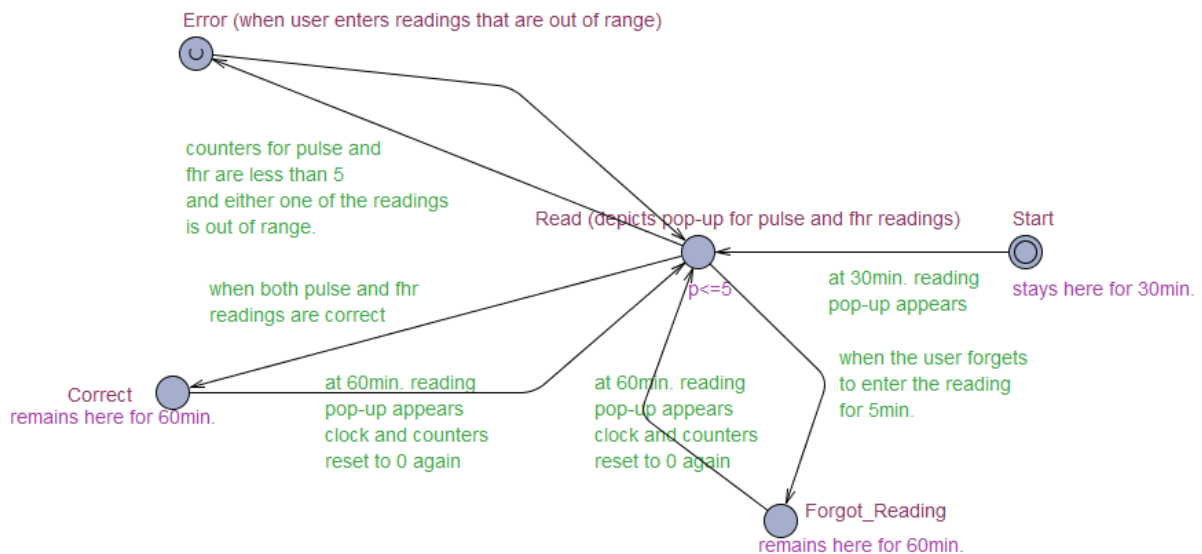 Error (when user enters readings that are out of range)
counters for pulse and
fhr are less than 5
and either one of the readings
is out of range.
Read (depicts pop-up for pulse and fhr readings)
Start
p<=5
at 30min. reading
pop-up appears
stays here for 30min.
when both pulse and fhr
readings are correct
Correct
remains here for 60min.
at 60min. reading
pop-up appears
clock and counters
reset to 0 again
at 60min. reading
pop-up appears
clock and counters
reset to 0 again
when the user forgets
to enter the reading
for 5min.
Forgot_Reading
remains here for 60min.